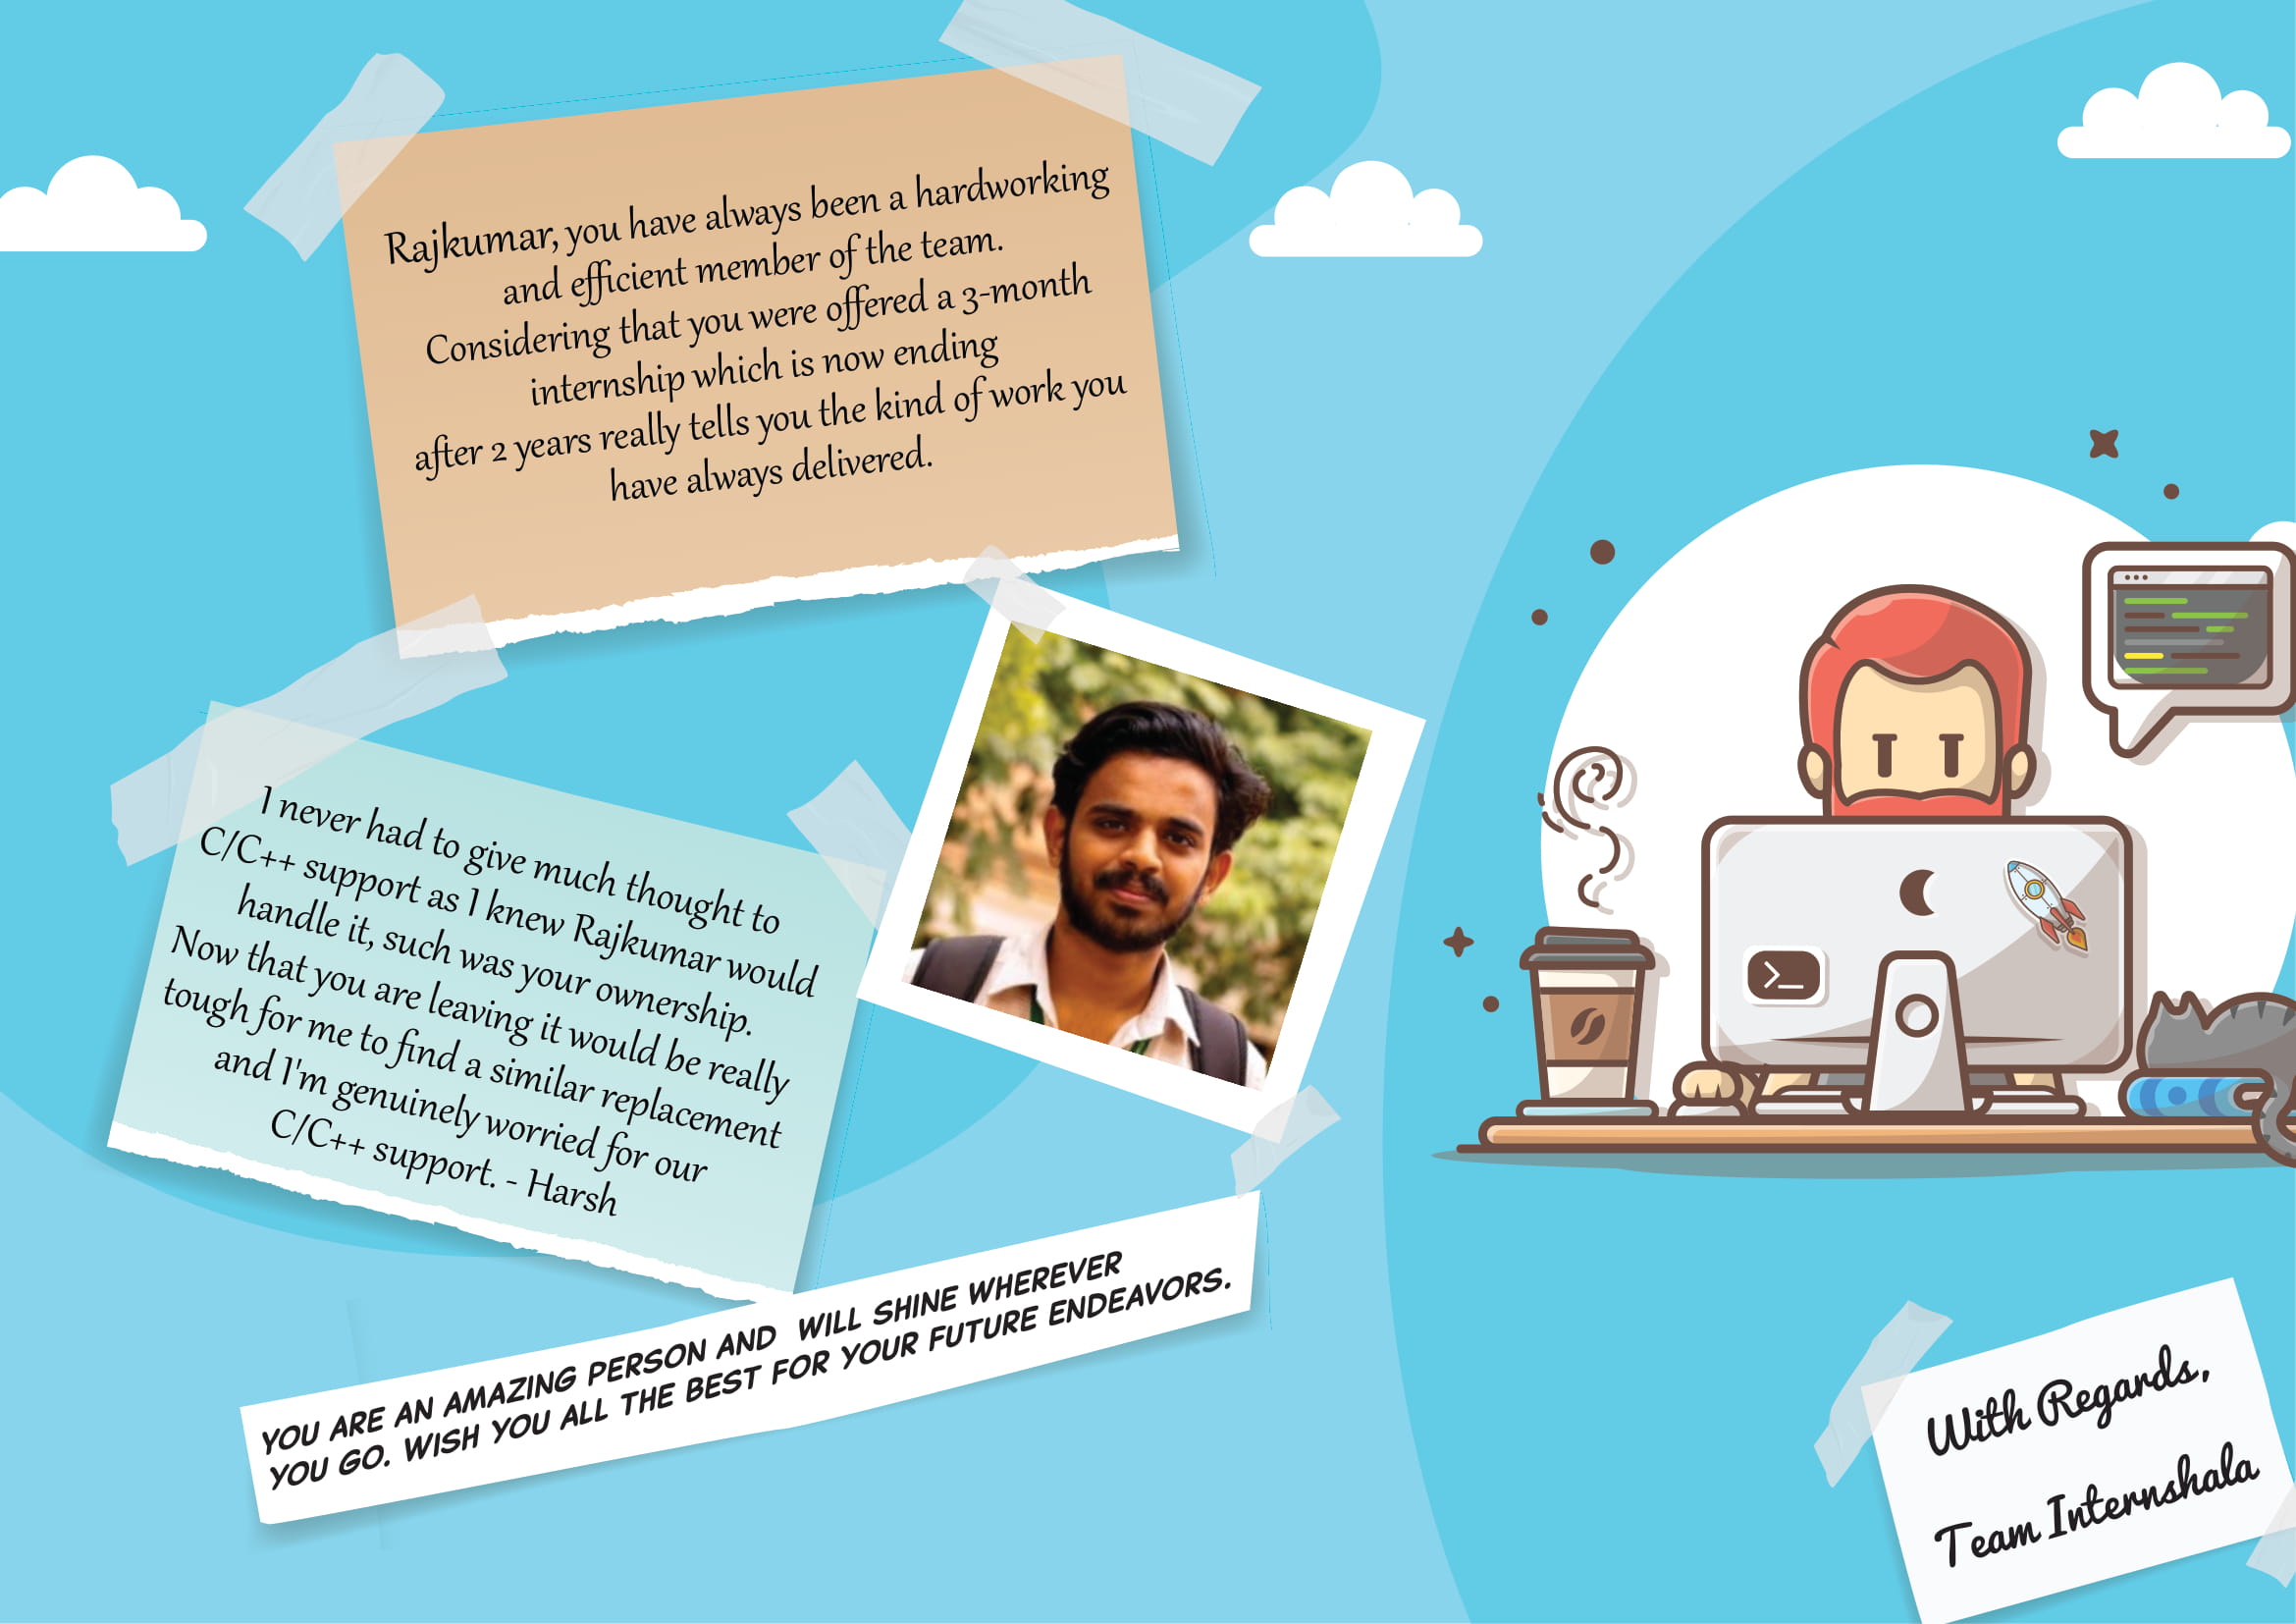 Rajkumar, you have always been a hardworking
and efficient member of the team.
Considering that you were offered a 3-month
internship which is now ending
after 2 years really tells you the kind of work you
have always delivered.
I never had to give much thought to
C/C++ support as I knew Rajkumar would
handle it, such was your ownership.
Now that you are leaving it would be really
tough for me to find a similar replacement
and I'm genuinely worried for our
C/C++ support. - Harsh
YOU ARE AN AMAZING PERSON AND WILL SHINE WHEREVER
YOU GO. WISH YOU ALL THE BEST FOR YOUR FUTURE ENDEAVORS.
With Regards,
Team Internshala